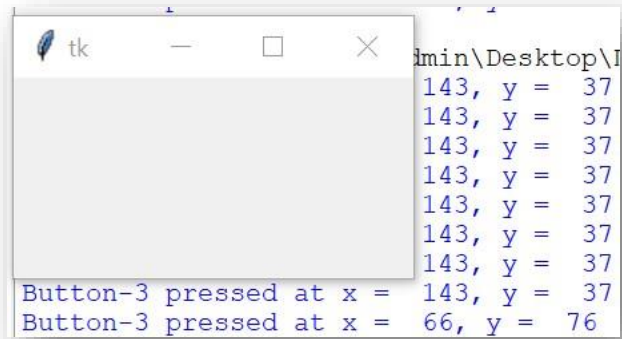 tk
dmin\Desktop\
143, y =  37
143, y =  37
143, y =  37
143, y =  37
143, y =  37
143, y =  37
143, y =  37
Button-3 pressed at x =  143, y =  37
Button-3 pressed at x =  66, y =  76